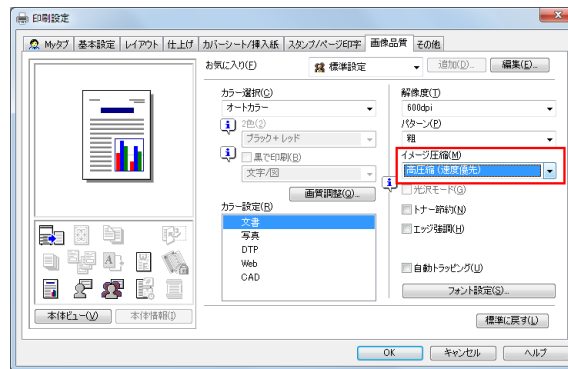 印刷設定
Myタブ 基本設定 レイアウト 仕上げ カバーシート/挿入紙 スタンプ/ページ印字 画像品質 その他
お気に入り(F) 標準設定 追加(D)... 編集(E)...
カラー選択(C)
オートカラー
2色(2)
ブラック+レッド
黒で印刷(B)
文字/図
画質調整(Q)...
カラー設定(R)
文書
写真
DTP
Web
CAD
解像度(T)
600dpi
パターン(P)
粗
イメージ圧縮(M)
高圧縮(速度優先)
光沢モード(G)
トナー節約(N)
エッジ強調(H)
自動トラッピング(U)
フォント設定(S)...
本体ビュー(V) 本体情報(I)
標準に戻す(L)
OK キャンセル ヘルプ